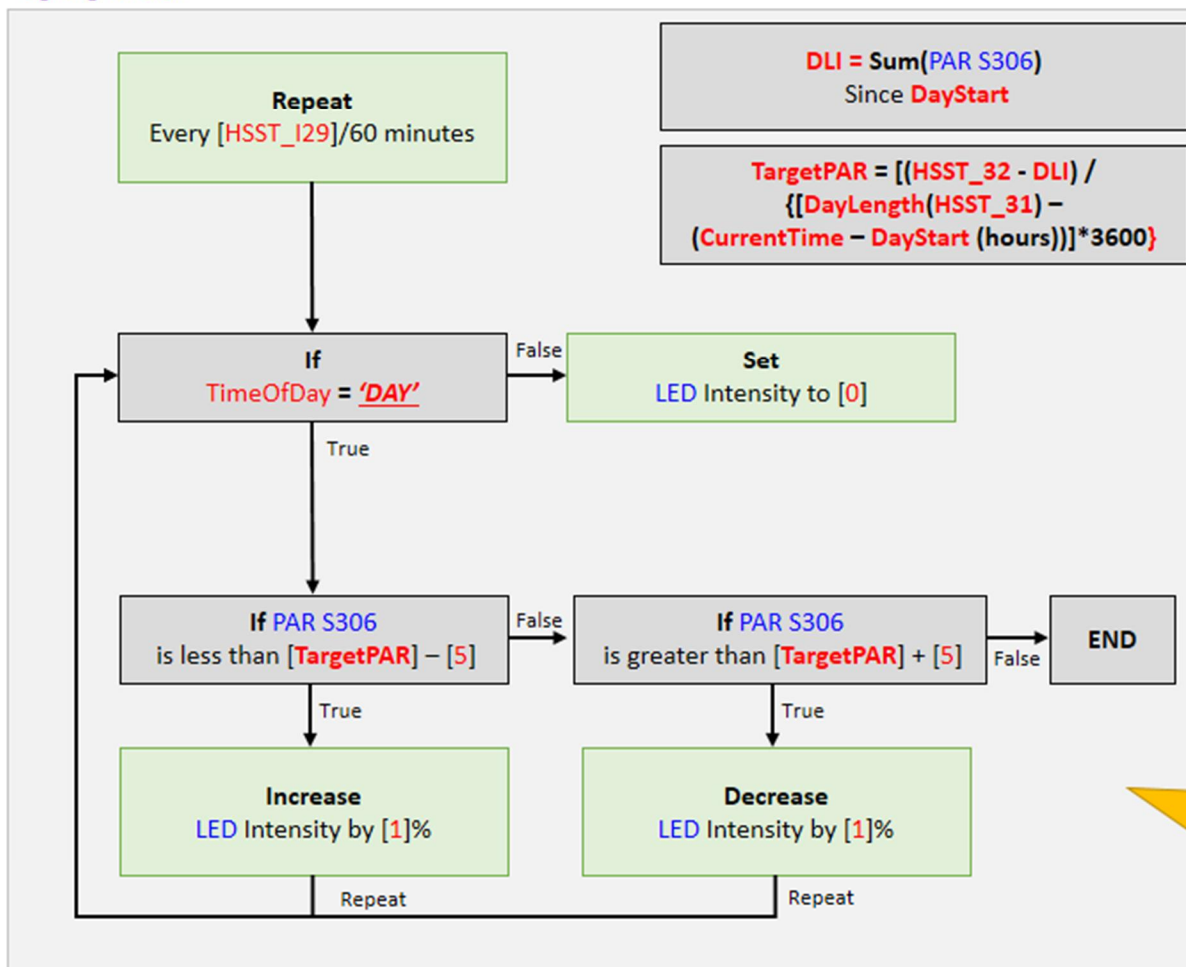 Repeat
Every [HSST_I29]/60 minutes
DLI = Sum(PAR S306)
Since DayStart
TargetPAR = [(HSST_32 - DLI) /
{[DayLength(HSST_31) –
(CurrentTime – DayStart (hours))]*3600}
If
TimeOfDay = ‘DAY’
False
Set
LED Intensity to [0]
True
If PAR S306
is less than [TargetPAR] – [5]
False
If PAR S306
is greater than [TargetPAR] + [5]
False
END
True
True
Increase
LED Intensity by [1]%
Decrease
LED Intensity by [1]%
Repeat
Repeat